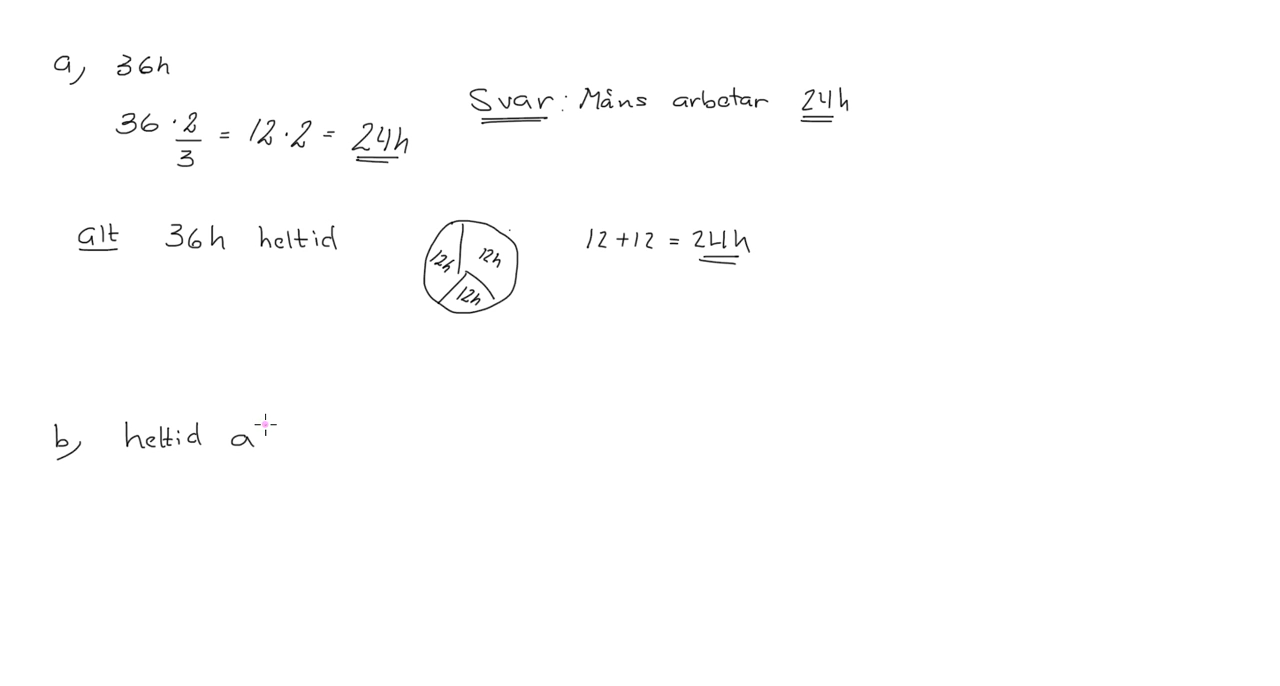 a) 36h
Svar: Måns arbetar 24h
36 · 2/3 = 12 · 2 = 24h
alt 36h heltid
12h 12h 12h
12 + 12 = 24h
b) heltid a